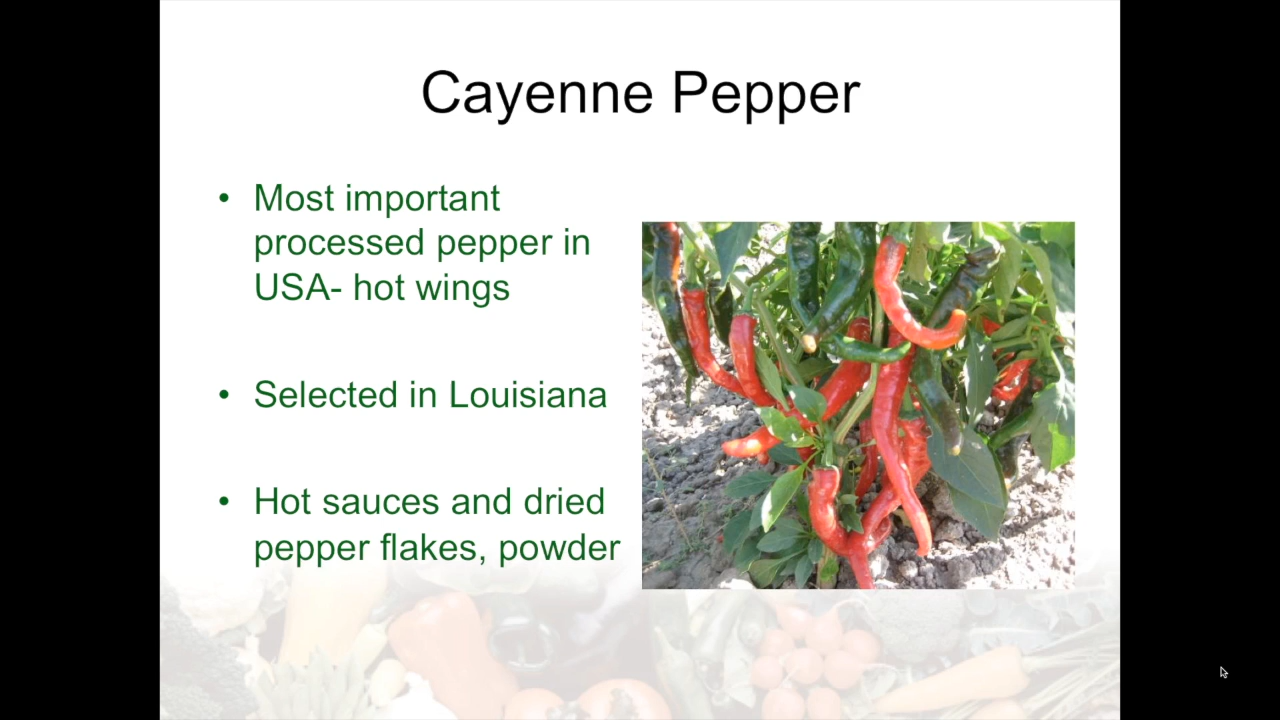 Cayenne Pepper
• Most important
processed pepper in
USA- hot wings
• Selected in Louisiana
• Hot sauces and dried
pepper flakes, powder